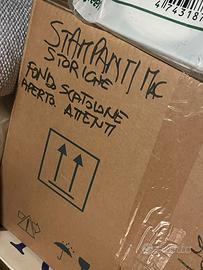 STAMPANTI MAC
STORICHE
FONDO SCATOLONE
APERTO ATTENTI